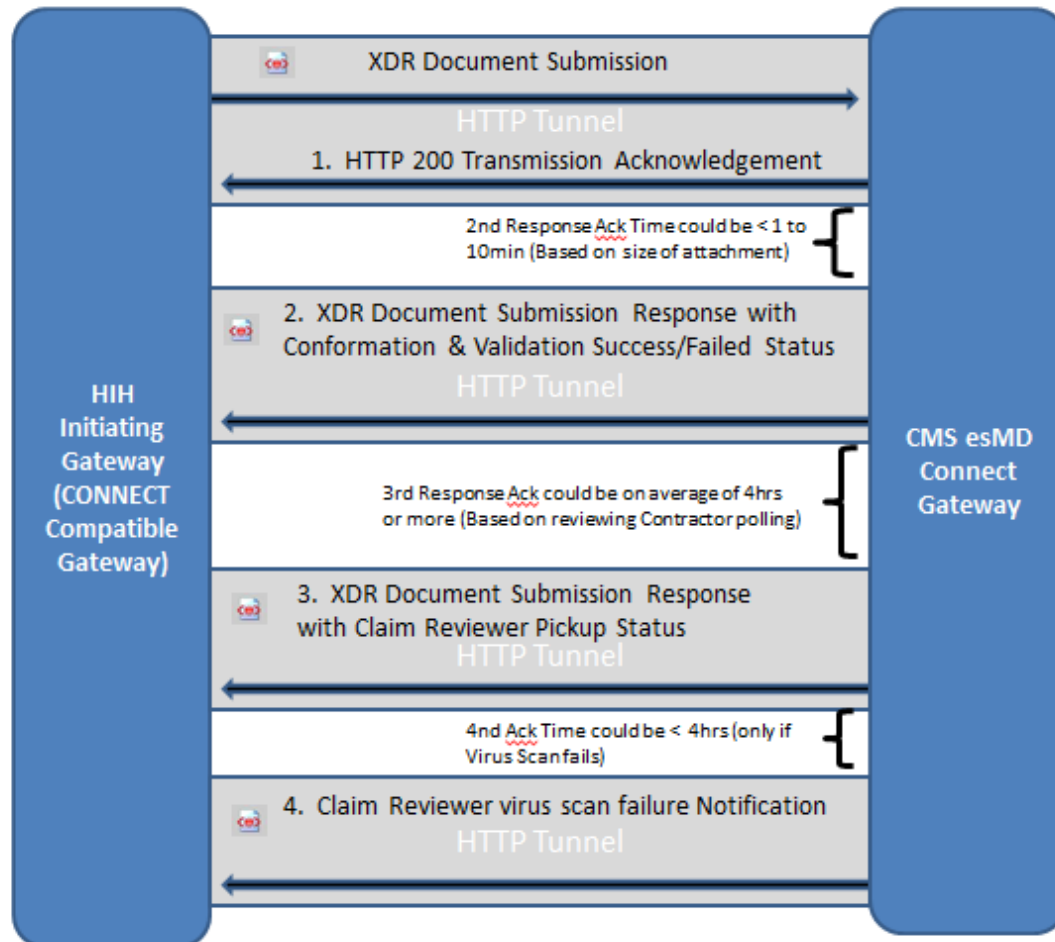 XDR Document Submission
HTTP Tunnel
1. HTTP 200 Transmission Acknowledgement
2nd Response Ack Time could be < 1 to
10min (Based on size of attachment)
2. XDR Document Submission Response with
Conformation & Validation Success/Failed Status
HTTP Tunnel
HIH
Initiating
Gateway
(CONNECT
Compatible
Gateway)
CMS esMD
Connect
Gateway
3rd Response Ack could be on average of 4hrs
or more (Based on reviewing Contractor polling)
3. XDR Document Submission Response
with Claim Reviewer Pickup Status
HTTP Tunnel
4nd Ack Time could be < 4hrs (only if
Virus Scan fails)
4. Claim Reviewer virus scan failure Notification
HTTP Tunnel